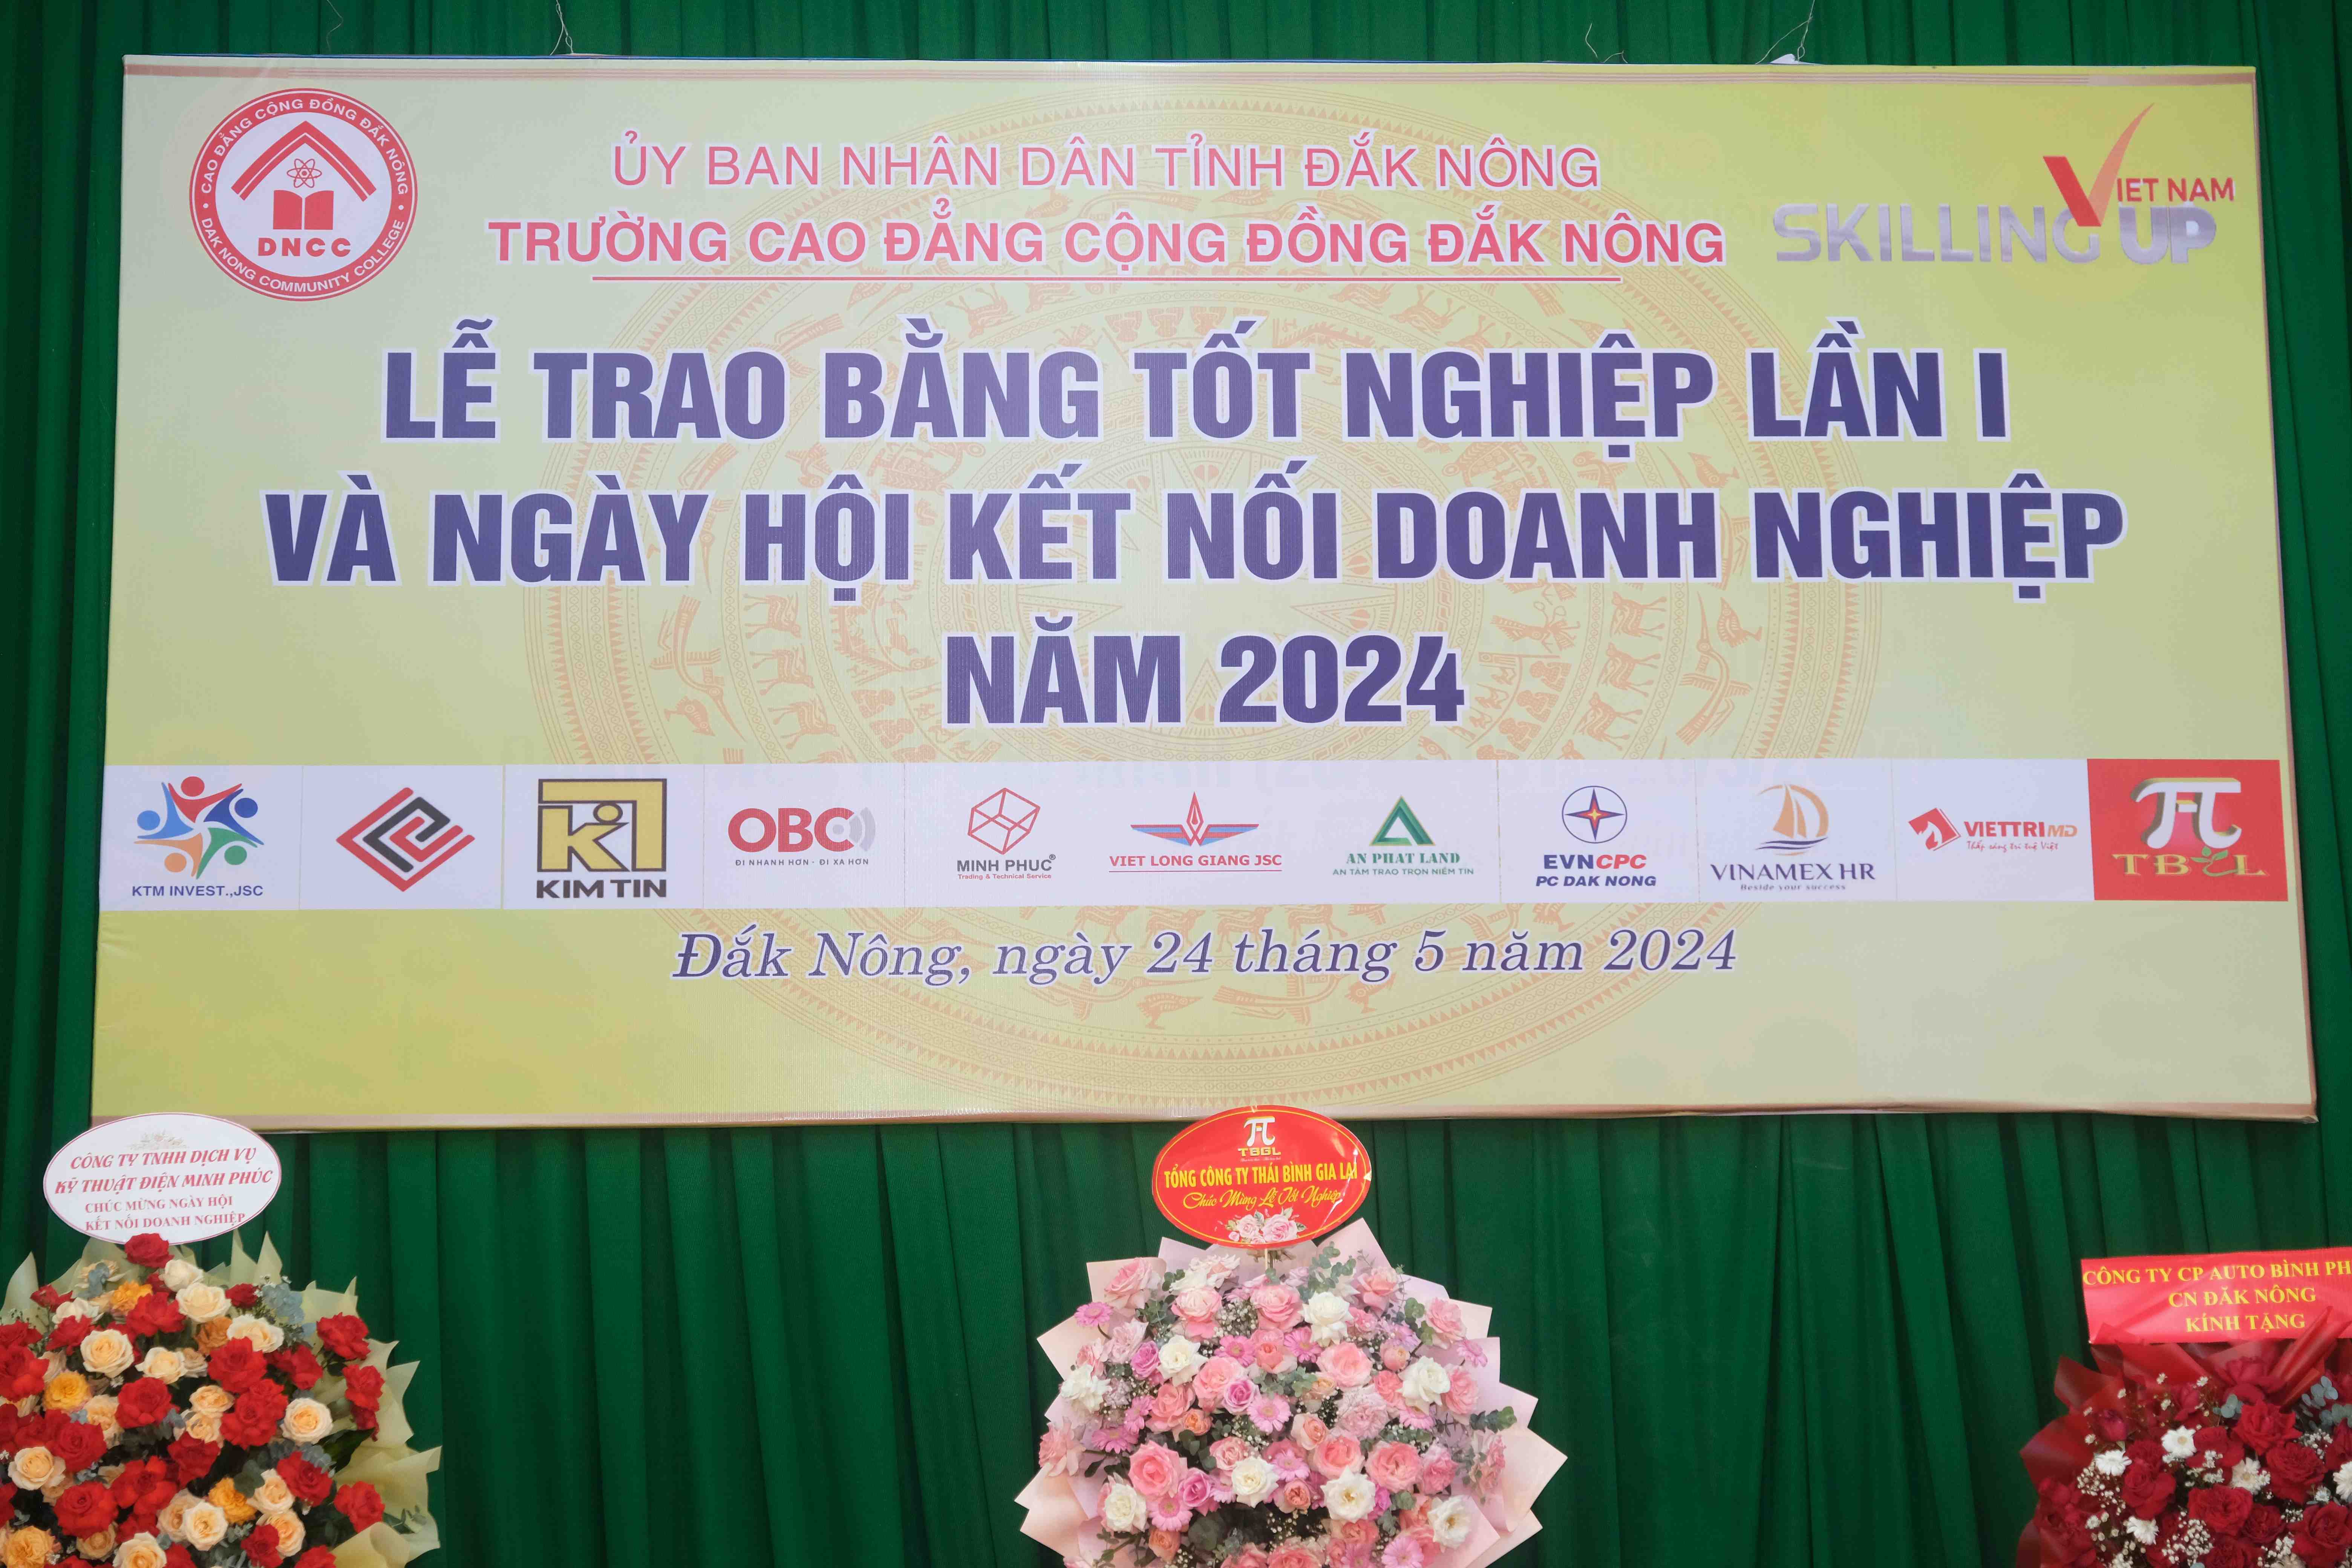 CAO ĐẲNG CỘNG ĐỒNG ĐẮK NÔNG
DNCC
DAK NONG COMMUNITY COLLEGE
ỦY BAN NHÂN DÂN TỈNH ĐẮK NÔNG
TRƯỜNG CAO ĐẲNG CỘNG ĐỒNG ĐẮK NÔNG
VIET NAM
SKILLING UP
LỄ TRAO BẰNG TỐT NGHIỆP LẦN I
VÀ NGÀY HỘI KẾT NỐI DOANH NGHIỆP
NĂM 2024
KTM INVEST.,JSC
KIM TIN
OBC
ĐI NHANH HƠN - ĐI XA HƠN
MINH PHUC®
Trading & Technical Service
VIET LONG GIANG JSC
AN PHAT LAND
AN TÂM TRAO TRỌN NIỀM TIN
EVNCPC
PC DAK NONG
VINAMEX HR
Beside your success
VIETTRI MD
Thắp sáng trí tuệ Việt
TBGL
Đắk Nông, ngày 24 tháng 5 năm 2024
CÔNG TY TNHH DỊCH VỤ
KỸ THUẬT ĐIỆN MINH PHÚC
CHÚC MỪNG NGÀY HỘI
KẾT NỐI DOANH NGHIỆP
TBGL
TỔNG CÔNG TY THÁI BÌNH GIA LAI
Chúc Mừng Lễ Tốt Nghiệp
CÔNG TY CP AUTO BÌNH PH
CN ĐĂK NÔNG
KÍNH TẶNG